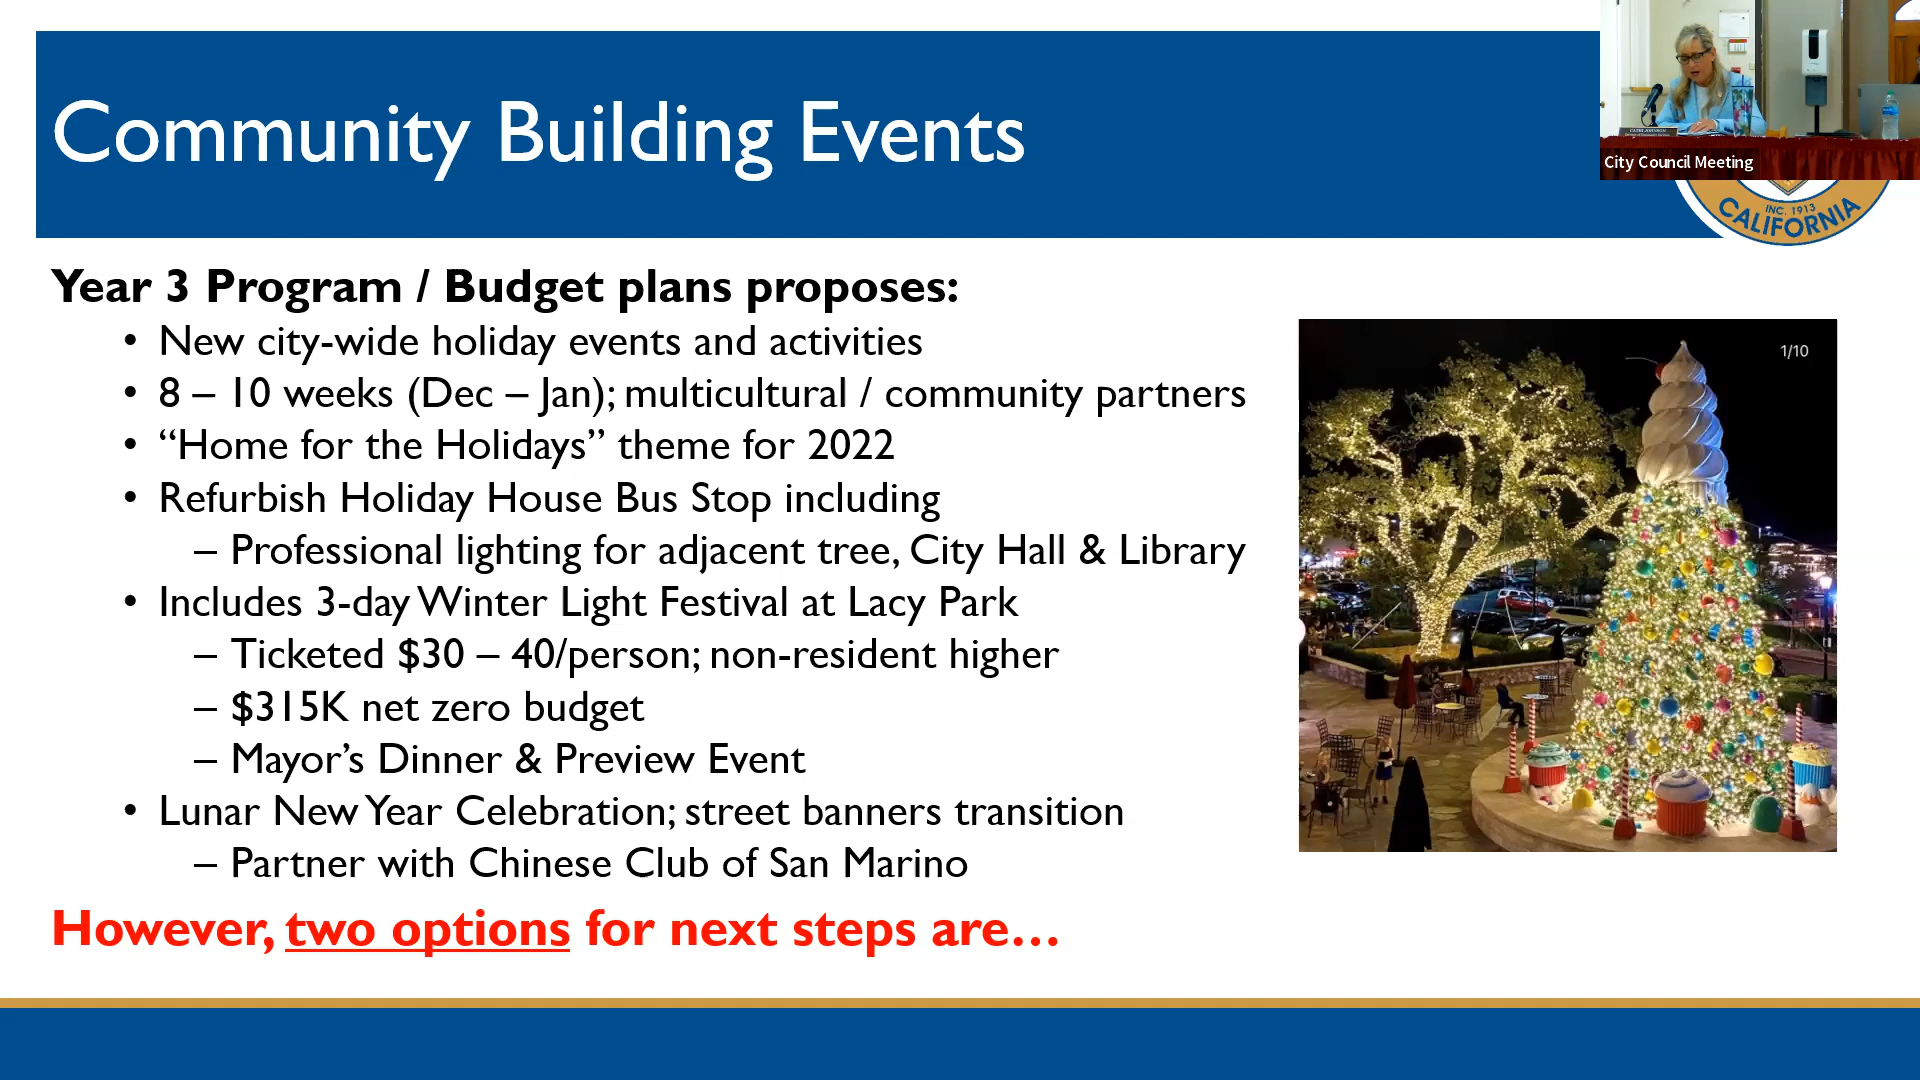 Community Building Events
City Council Meeting
INC. 1913
CALIFORNIA
Year 3 Program / Budget plans proposes:
• New city-wide holiday events and activities
• 8 – 10 weeks (Dec – Jan); multicultural / community partners
• “Home for the Holidays” theme for 2022
• Refurbish Holiday House Bus Stop including
– Professional lighting for adjacent tree, City Hall & Library
• Includes 3-day Winter Light Festival at Lacy Park
– Ticketed $30 – 40/person; non-resident higher
– $315K net zero budget
– Mayor’s Dinner & Preview Event
• Lunar New Year Celebration; street banners transition
– Partner with Chinese Club of San Marino
However, two options for next steps are…
1/10